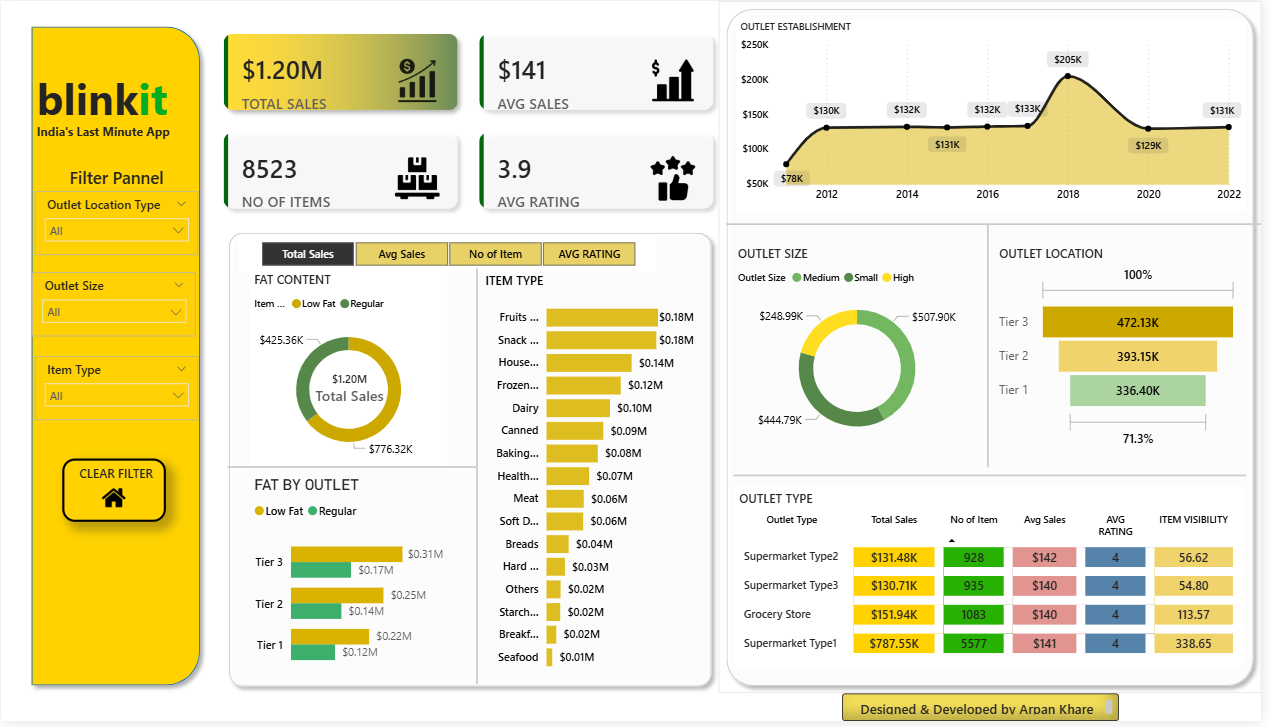 blinkit
India's Last Minute App
Filter Pannel
Outlet Location Type
All
Outlet Size
All
Item Type
All
CLEAR FILTER
$1.20M
TOTAL SALES
$141
AVG SALES
8523
NO OF ITEMS
3.9
AVG RATING
Total Sales
Avg Sales
No of Item
AVG RATING
FAT CONTENT
Item ... Low Fat Regular
$425.36K
$1.20M
Total Sales
$776.32K
FAT BY OUTLET
Low Fat Regular
Tier 3 $0.31M
$0.17M
Tier 2 $0.25M
$0.14M
Tier 1 $0.22M
$0.12M
ITEM TYPE
Fruits ... $0.18M
Snack ... $0.18M
House... $0.14M
Frozen... $0.12M
Dairy $0.10M
Canned $0.09M
Baking... $0.08M
Health... $0.07M
Meat $0.06M
Soft D... $0.06M
Breads $0.04M
Hard ... $0.03M
Others $0.02M
Starch... $0.02M
Breakf... $0.02M
Seafood $0.01M
OUTLET ESTABLISHMENT
$250K
$200K
$150K
$100K
$50K
$78K
$130K
$132K
$131K
$132K
$133K
$205K
$129K
$131K
2012 2014 2016 2018 2020 2022
OUTLET SIZE
Outlet Size Medium Small High
$248.99K
$507.90K
$444.79K
OUTLET LOCATION
100%
Tier 3 472.13K
Tier 2 393.15K
Tier 1 336.40K
71.3%
OUTLET TYPE
Outlet Type Total Sales No of Item Avg Sales AVG RATING ITEM VISIBILITY
Supermarket Type2 $131.48K 928 $142 4 56.62
Supermarket Type3 $130.71K 935 $140 4 54.80
Grocery Store $151.94K 1083 $140 4 113.57
Supermarket Type1 $787.55K 5577 $141 4 338.65
Designed & Developed by Arpan Khare